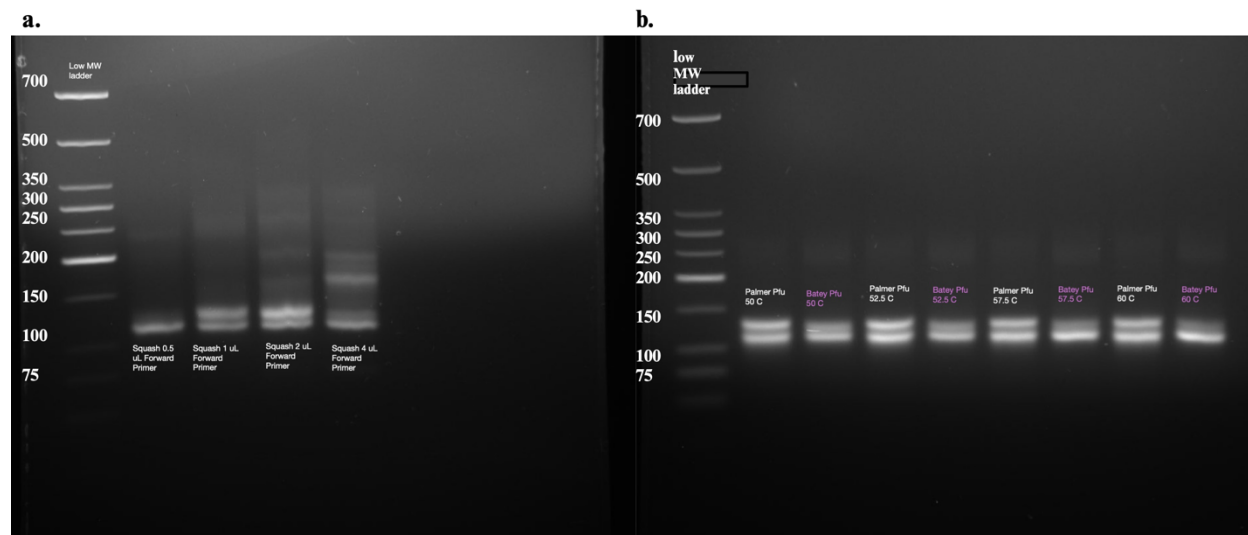 a.
Low MW
ladder
700
500
350
300
250
200
150
100
75
Squash 0.5
uL Forward
Primer
Squash 1 uL
Forward
Primer
Squash 2 uL
Forward
Primer
Squash 4 uL
Forward
Primer
b.
low
MW
ladder
700
500
350
300
250
200
150
100
75
Palmer Pfu
50 C
Batey Pfu
50 C
Palmer Pfu
52.5 C
Batey Pfu
52.5 C
Palmer Pfu
57.5 C
Batey Pfu
57.5 C
Palmer Pfu
60 C
Batey Pfu
60 C